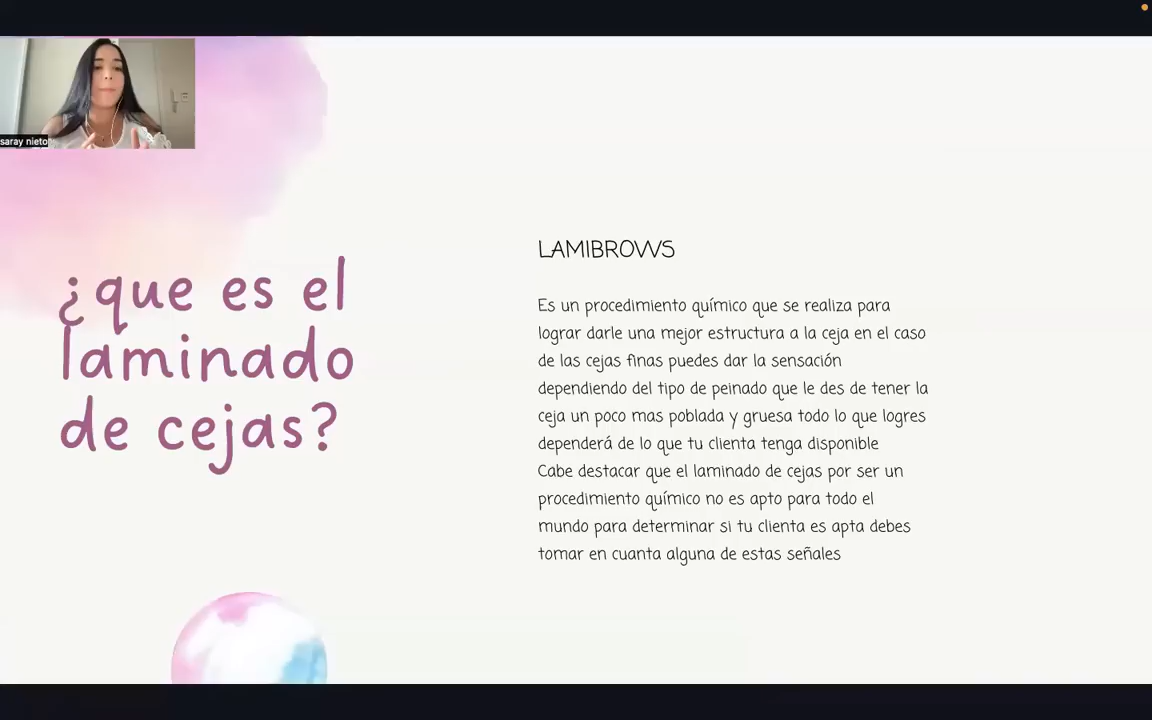 saray nieto
¿que es el
laminado
de cejas?
LAMIBROWS
Es un procedimiento químico que se realiza para
lograr darle una mejor estructura a la ceja en el caso
de las cejas finas puedes dar la sensación
dependiendo del tipo de peinado que le des de tener la
ceja un poco mas poblada y gruesa todo lo que logres
dependerá de lo que tu clienta tenga disponible
Cabe destacar que el laminado de cejas por ser un
procedimiento químico no es apto para todo el
mundo para determinar si tu clienta es apta debes
tomar en cuanta alguna de estas señales